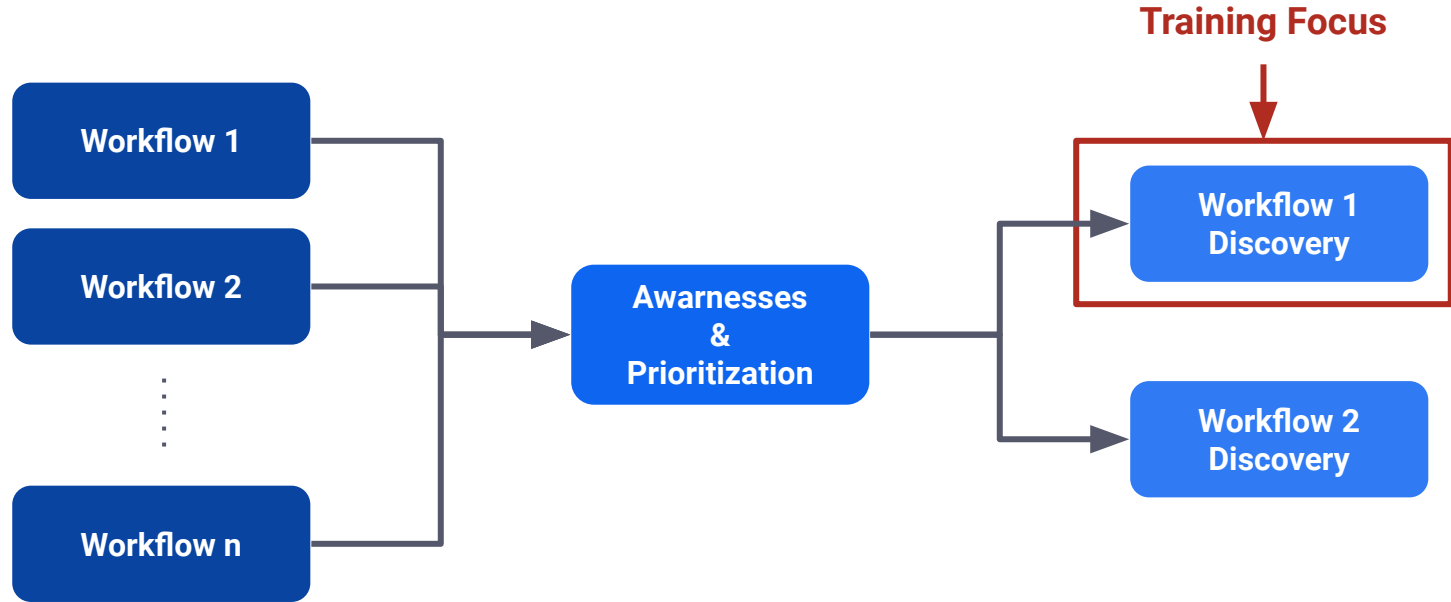 Training Focus
Workflow 1
Workflow 2
Workflow n
Awarnesses
&
Prioritization
Workflow 1
Discovery
Workflow 2
Discovery